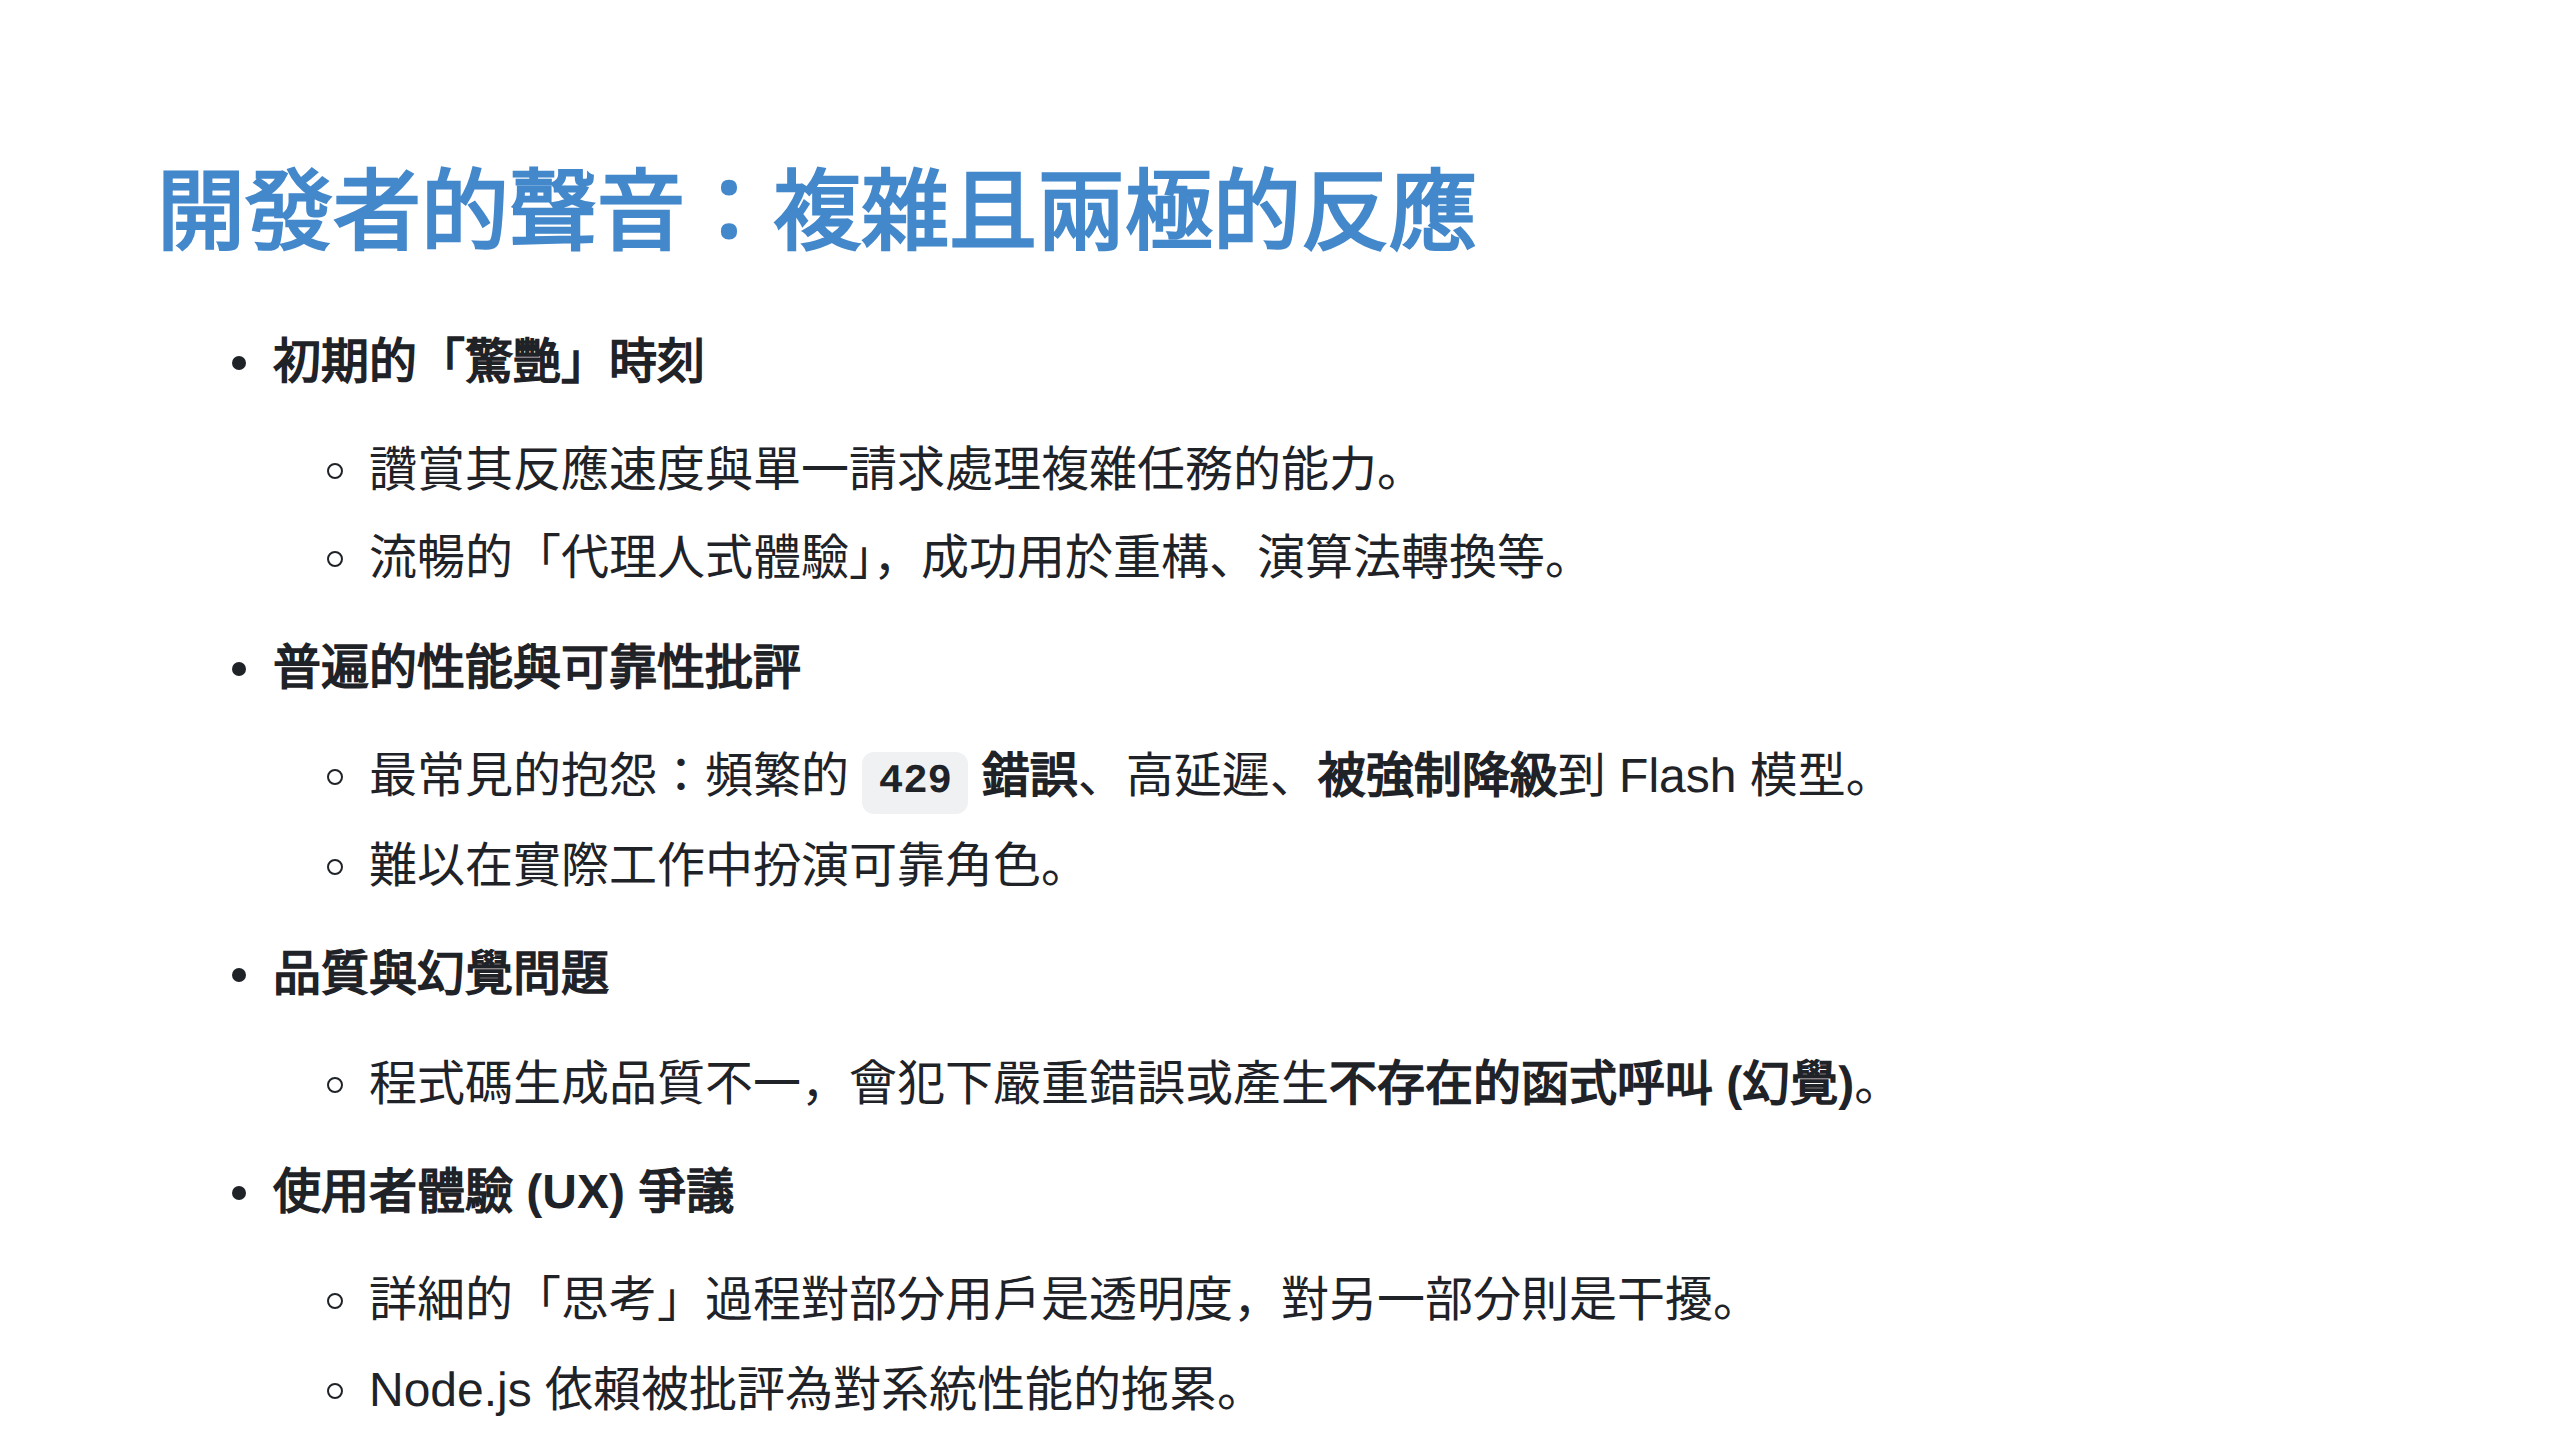 開發者的聲音：複雜且兩極的反應
初期的「驚艷」時刻
讚賞其反應速度與單一請求處理複雜任務的能力。
流暢的「代理人式體驗」，成功用於重構、演算法轉換等。
普遍的性能與可靠性批評
最常見的抱怨：頻繁的 429 錯誤、高延遲、被強制降級到 Flash 模型。
難以在實際工作中扮演可靠角色。
品質與幻覺問題
程式碼生成品質不一，會犯下嚴重錯誤或產生不存在的函式呼叫 (幻覺)。
使用者體驗 (UX) 爭議
詳細的「思考」過程對部分用戶是透明度，對另一部分則是干擾。
Node.js 依賴被批評為對系統性能的拖累。